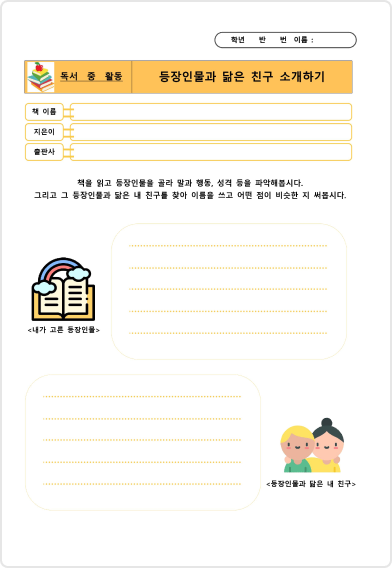 학년 반 번 이름 :
독서 중 활동
등장인물과 닮은 친구 소개하기
책 이름
지은이
출판사
책을 읽고 등장인물을 골라 말과 행동, 성격 등을 파악해봅시다.
그리고 그 등장인물과 닮은 내 친구를 찾아 이름을 쓰고 어떤 점이 비슷한 지 써봅시다.
<내가 고른 등장인물>
<등장인물과 닮은 내 친구>